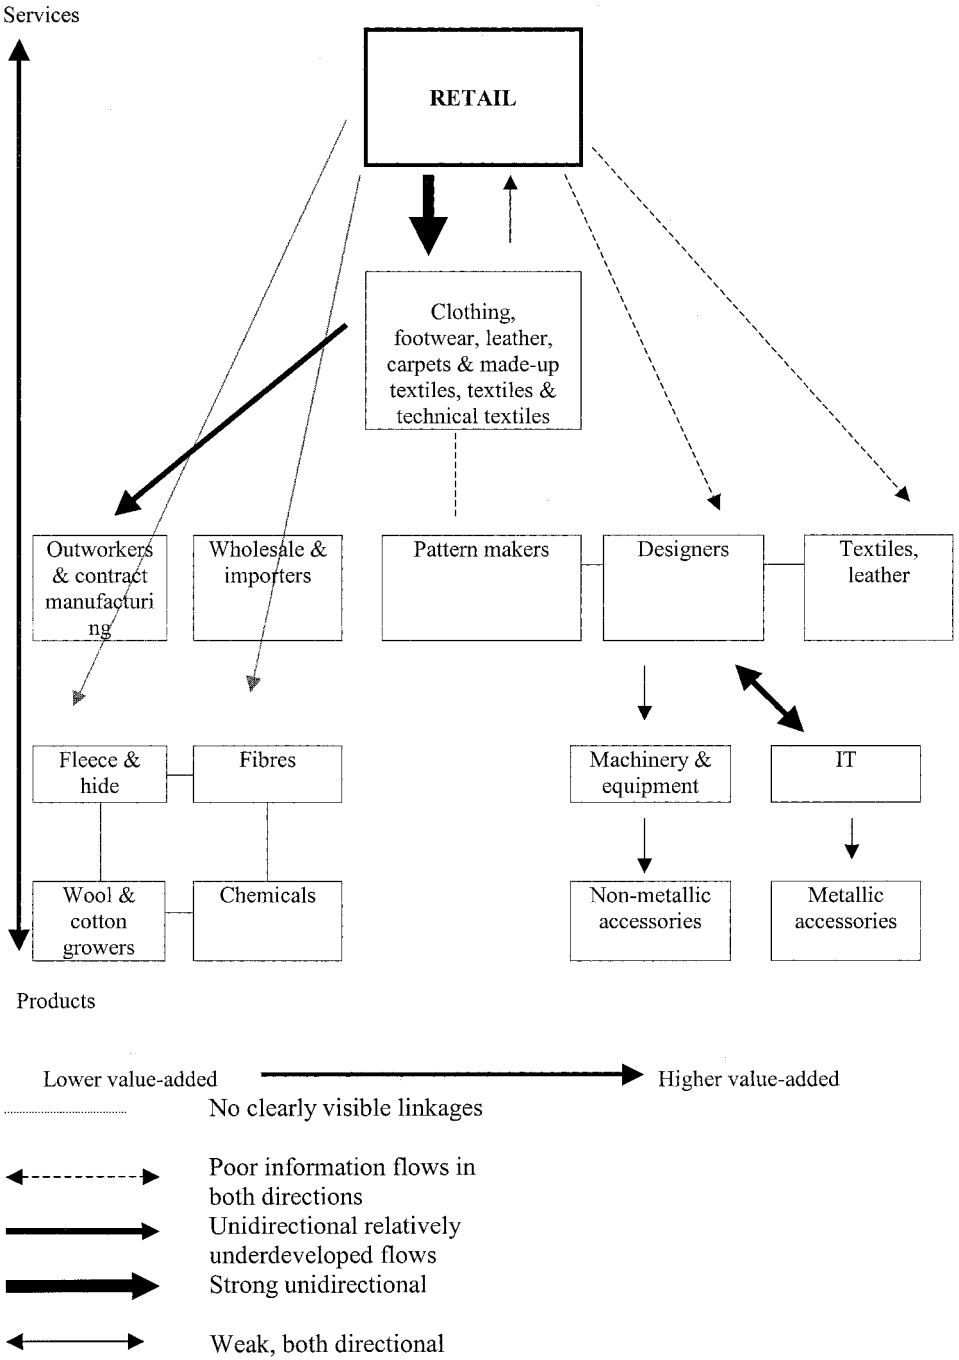 Services
RETAIL
Clothing,
footwear, leather,
carpets & made-up
textiles, textiles &
technical textiles
Outworkers
& contract
manufacturi
ng
Wholesale &
importers
Pattern makers
Designers
Textiles,
leather
Fleece &
hide
Fibres
Machinery &
equipment
IT
Wool &
cotton
growers
Chemicals
Non-metallic
accessories
Metallic
accessories
Products
Lower value-added
Higher value-added
No clearly visible linkages
Poor information flows in
both directions
Unidirectional relatively
underdeveloped flows
Strong unidirectional
Weak, both directional